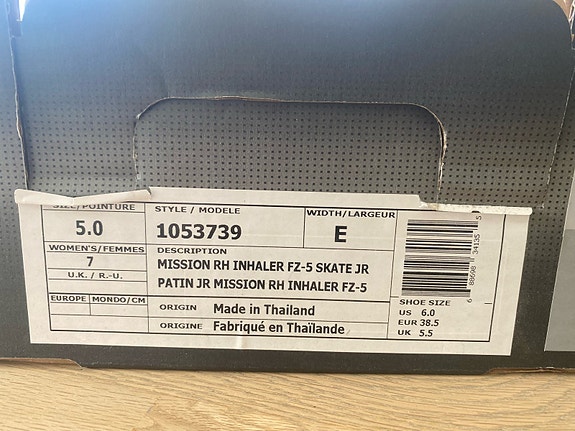 SIZE/POINTURE
5.0
WOMEN'S/FEMMES
7
U.K. / R.-U.
EUROPE MONDO/CM
STYLE / MODELE
1053739
WIDTH/LARGEUR
E
DESCRIPTION
MISSION RH INHALER FZ-5 SKATE JR
PATIN JR MISSION RH INHALER FZ-5
ORIGIN Made in Thailand
ORIGINE Fabriqué en Thaïlande
SHOE SIZE
US 6.0
EUR 38.5
UK 5.5